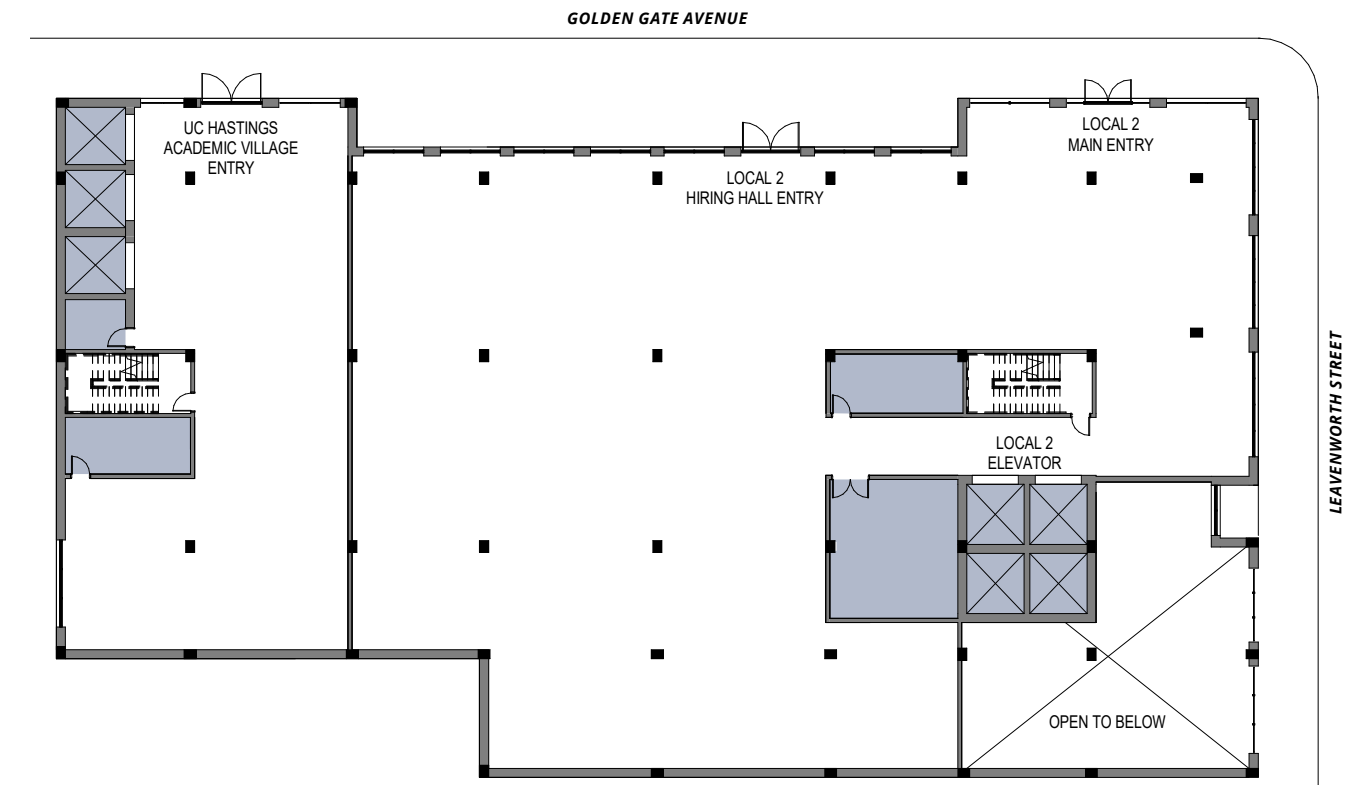 GOLDEN GATE AVENUE
UC HASTINGS
ACADEMIC VILLAGE
ENTRY
LOCAL 2
MAIN ENTRY
LOCAL 2
HIRING HALL ENTRY
LEAVENWORTH STREET
LOCAL 2
ELEVATOR
OPEN TO BELOW